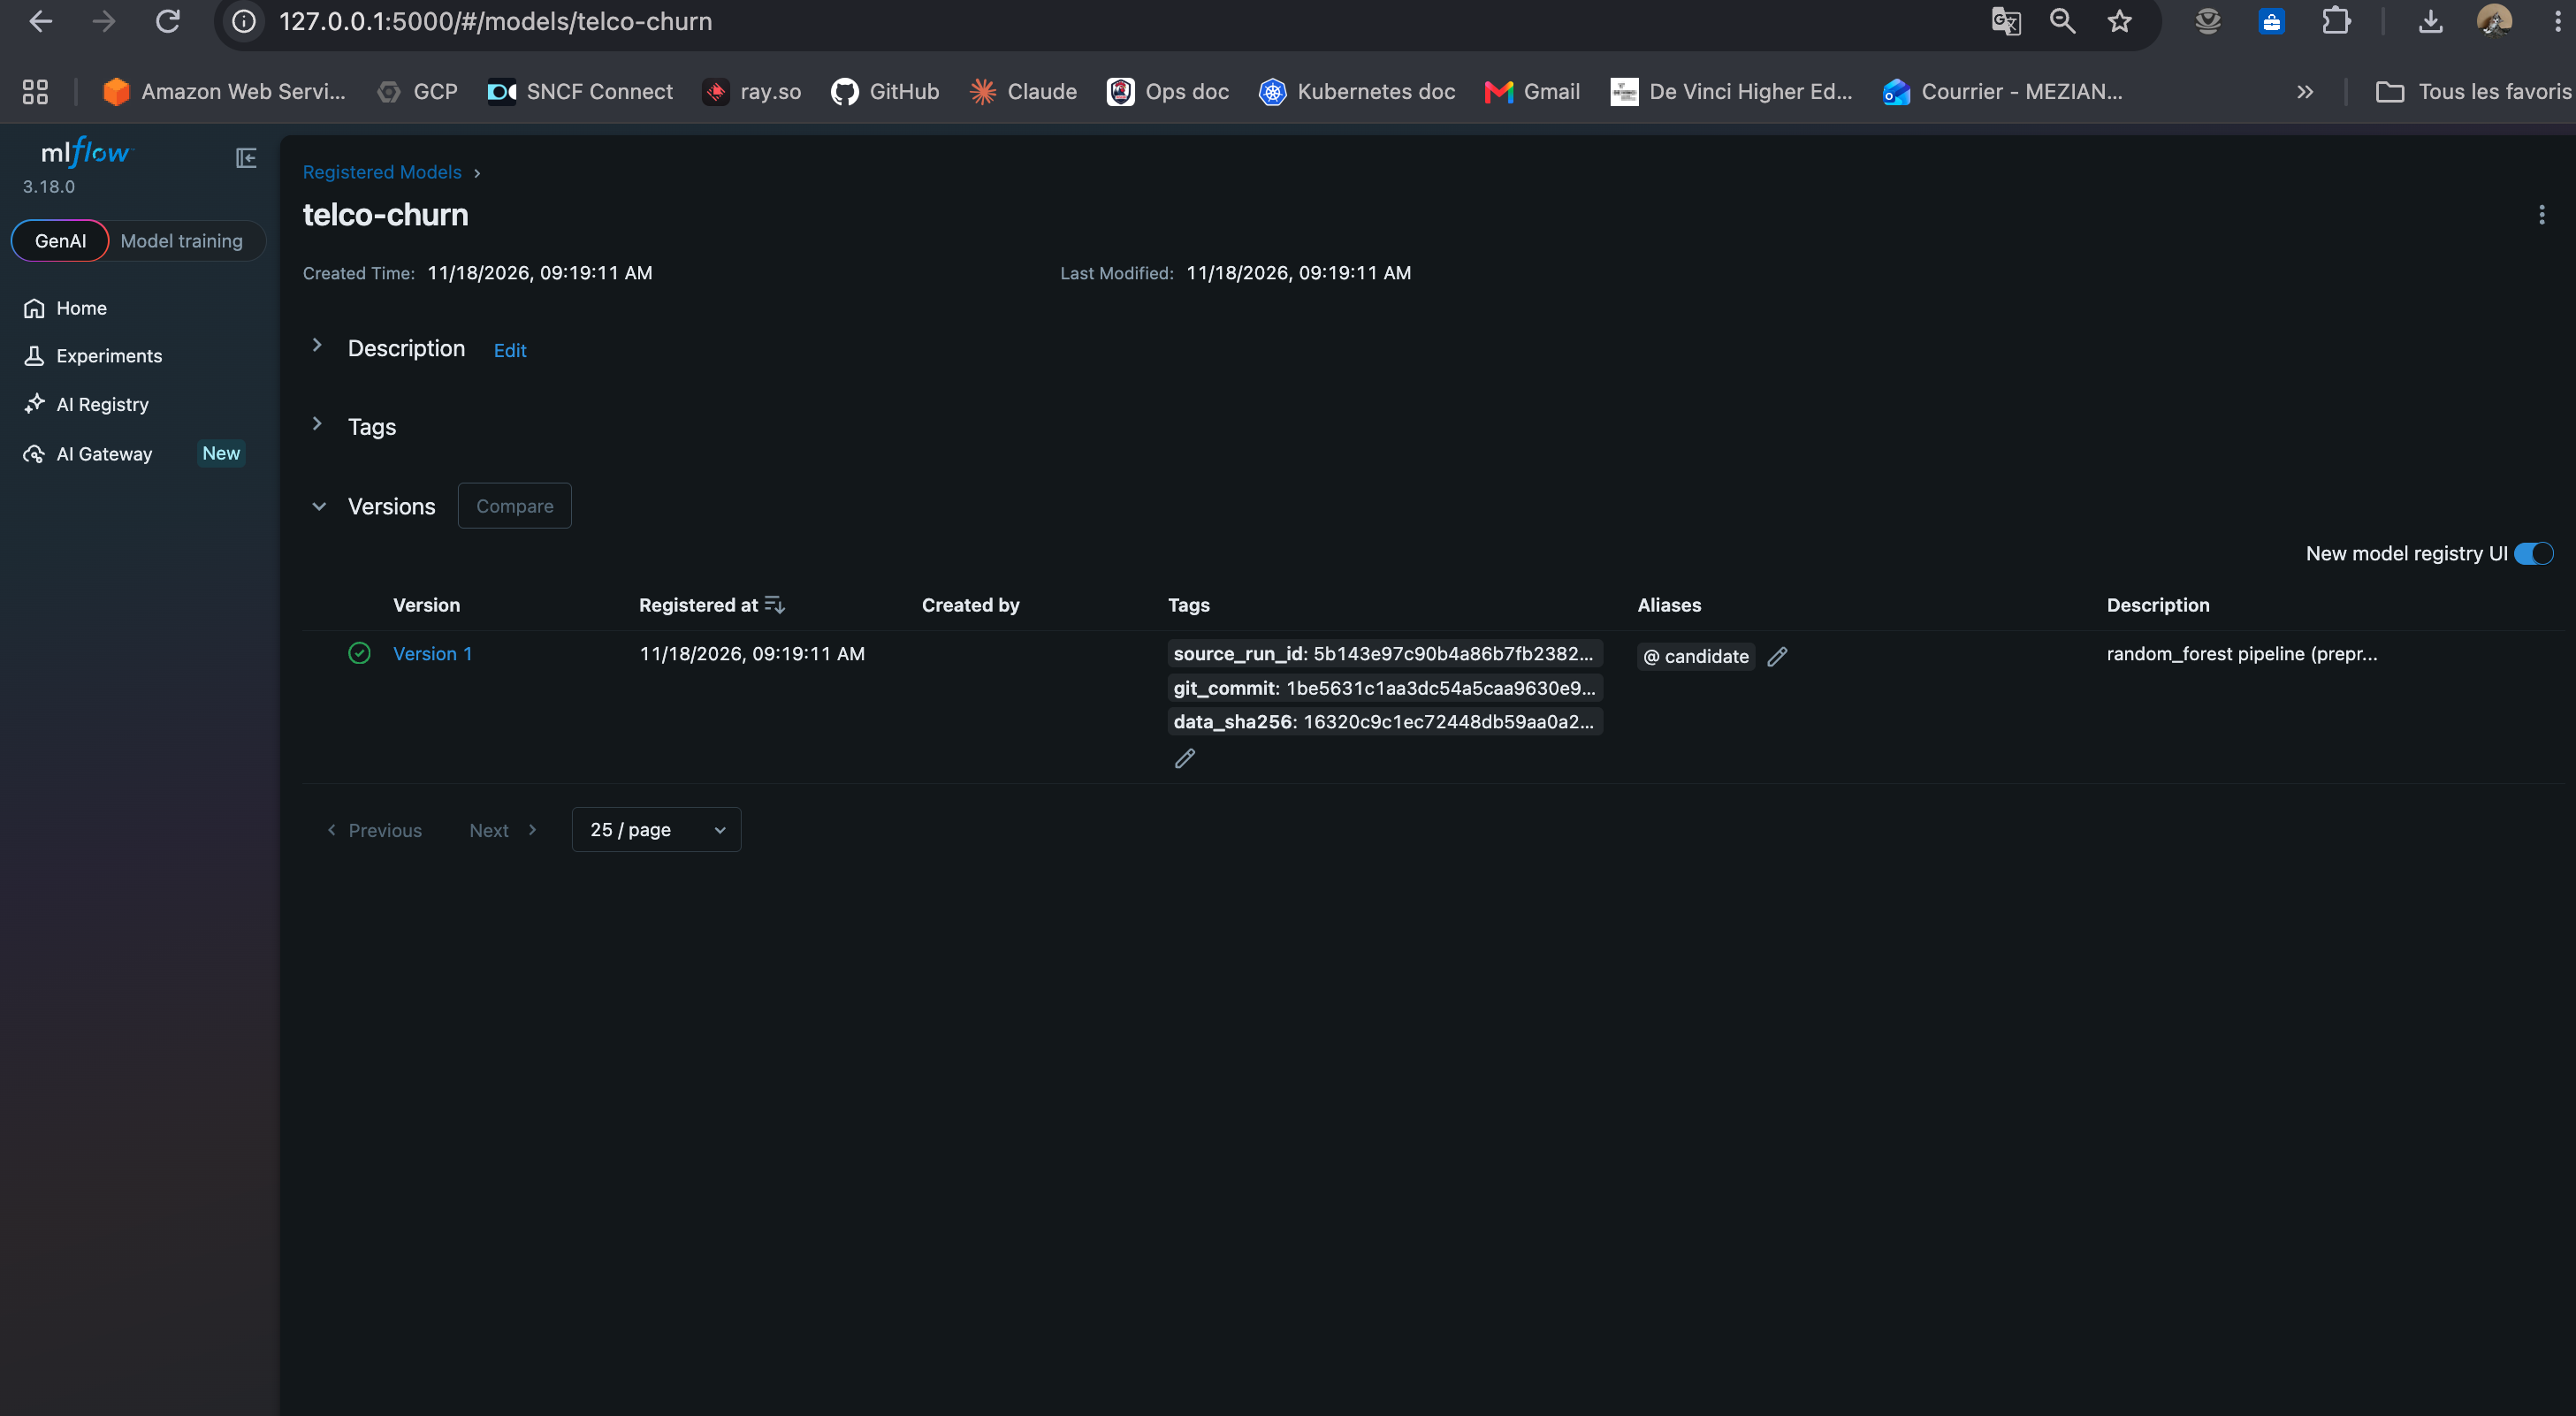 127.0.0.1:5000/#/models/telco-churn
Amazon Web Servi... GCP SNCF Connect ray.so GitHub Claude Ops doc Kubernetes doc Gmail De Vinci Higher Ed... Courrier - MEZIAN... » Tous les favoris
mlflow
3.18.0
GenAI Model training
Home
Experiments
AI Registry
AI Gateway New
Registered Models >
telco-churn
Created Time: 11/18/2026, 09:19:11 AM Last Modified: 11/18/2026, 09:19:11 AM
Description Edit
Tags
Versions Compare
New model registry UI
Version Registered at Created by Tags Aliases Description
Version 1 11/18/2026, 09:19:11 AM source_run_id: 5b143e97c90b4a86b7fb2382... @ candidate random_forest pipeline (prepr...
git_commit: 1be5631c1aa3dc54a5caa9630e9...
data_sha256: 16320c9c1ec72448db59aa0a2...
Previous Next 25 / page